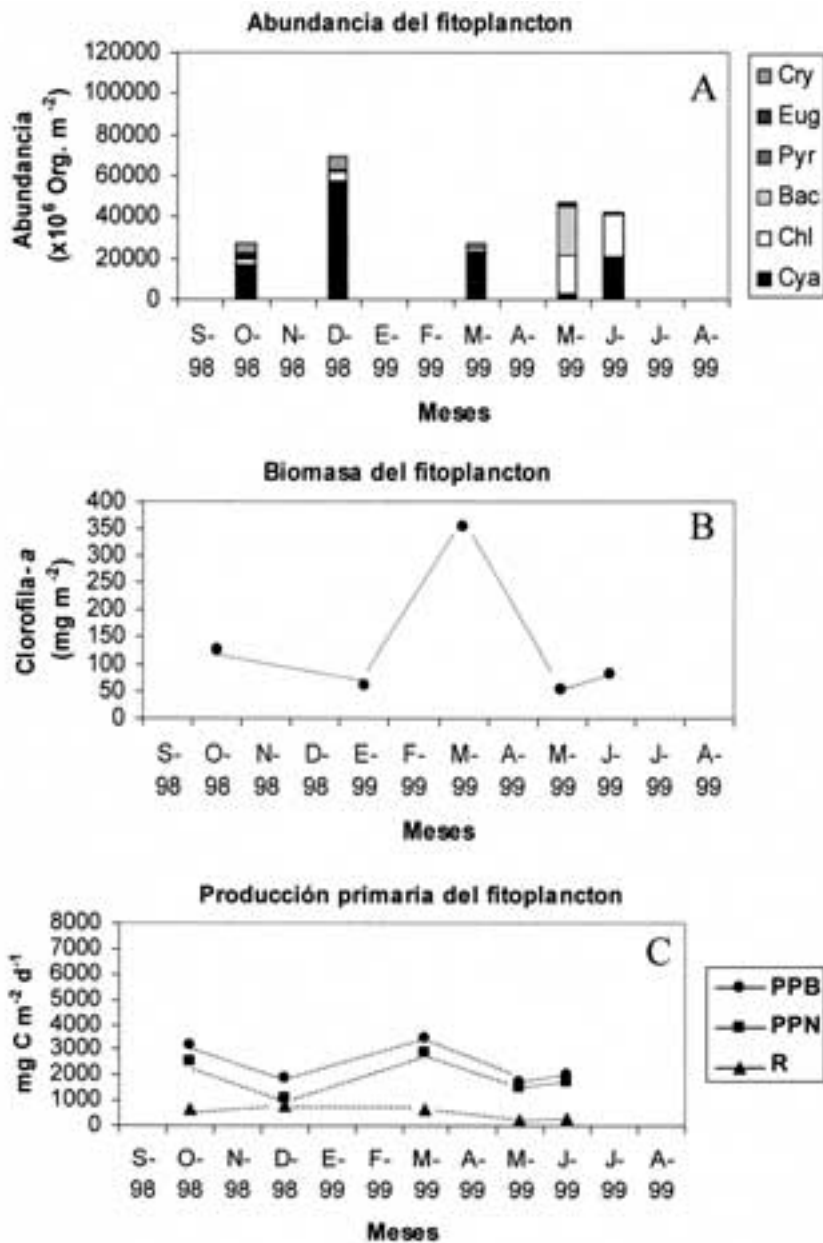 Abundancia del fitoplancton
A
Abundancia
(x10⁶ Org. m⁻²)
120000
100000
80000
60000
40000
20000
0
S- O- N- D- E- F- M- A- M- J- J- A-
98 98 98 98 99 99 99 99 99 99 99 99
Meses
Cry
Eug
Pyr
Bac
Chl
Cya
Biomasa del fitoplancton
B
Clorofila- a
(mg m⁻²)
400
350
300
250
200
150
100
50
0
S- O- N- D- E- F- M- A- M- J- J- A-
98 98 98 98 99 99 99 99 99 99 99 99
Meses
Producción primaria del fitoplancton
C
mg C m⁻² d⁻¹
8000
7000
6000
5000
4000
3000
2000
1000
0
S- O- N- D- E- F- M- A- M- J- J- A-
98 98 98 98 99 99 99 99 99 99 99 99
Meses
PPB
PPN
R